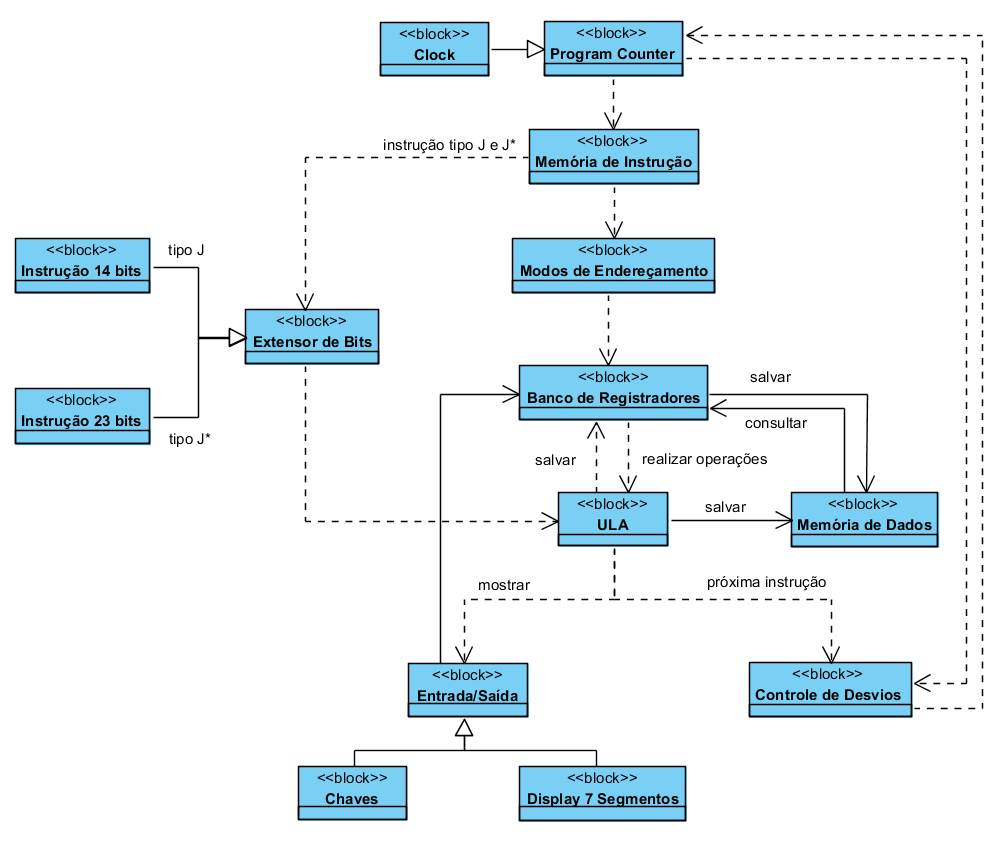 <<block>>
Clock
<<block>>
Program Counter
instrução tipo J e J*
<<block>>
Memória de Instrução
<<block>>
Instrução 14 bits
tipo J
<<block>>
Modos de Endereçamento
<<block>>
Extensor de Bits
<<block>>
Instrução 23 bits
tipo J*
<<block>>
Banco de Registradores
salvar
consultar
salvar
realizar operações
<<block>>
ULA
salvar
<<block>>
Memória de Dados
mostrar
próxima instrução
<<block>>
Entrada/Saída
<<block>>
Controle de Desvios
<<block>>
Chaves
<<block>>
Display 7 Segmentos